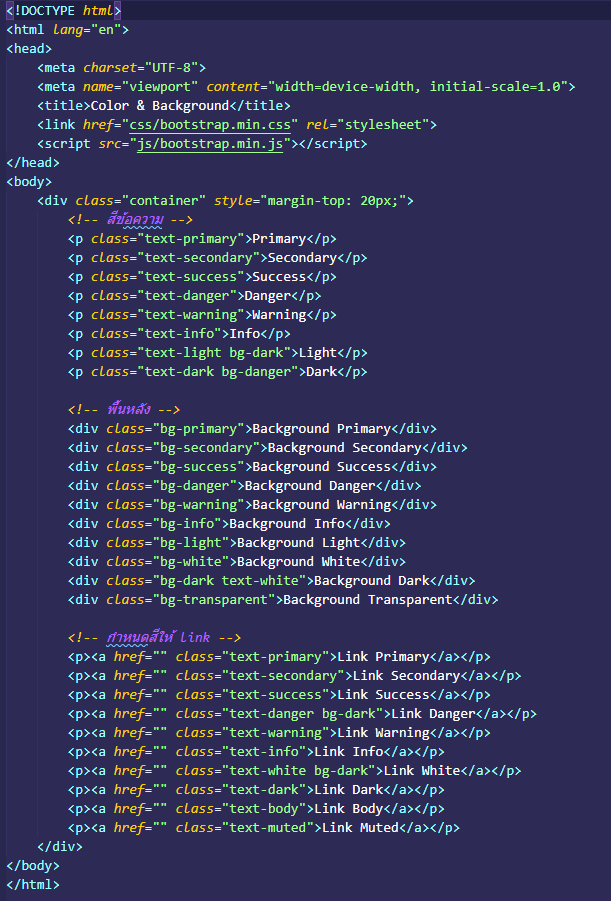 <!DOCTYPE html>
<html lang="en">
<head>
    <meta charset="UTF-8">
    <meta name="viewport" content="width=device-width, initial-scale=1.0">
    <title>Color & Background</title>
    <link href="css/bootstrap.min.css" rel="stylesheet">
    <script src="js/bootstrap.min.js"></script>
</head>
<body>
    <div class="container" style="margin-top: 20px;">
        <!-- สีข้อความ -->
        <p class="text-primary">Primary</p>
        <p class="text-secondary">Secondary</p>
        <p class="text-success">Success</p>
        <p class="text-danger">Danger</p>
        <p class="text-warning">Warning</p>
        <p class="text-info">Info</p>
        <p class="text-light bg-dark">Light</p>
        <p class="text-dark bg-danger">Dark</p>

        <!-- พื้นหลัง -->
        <div class="bg-primary">Background Primary</div>
        <div class="bg-secondary">Background Secondary</div>
        <div class="bg-success">Background Success</div>
        <div class="bg-danger">Background Danger</div>
        <div class="bg-warning">Background Warning</div>
        <div class="bg-info">Background Info</div>
        <div class="bg-light">Background Light</div>
        <div class="bg-white">Background White</div>
        <div class="bg-dark text-white">Background Dark</div>
        <div class="bg-transparent">Background Transparent</div>

        <!-- กำหนดสีให้ link -->
        <p><a href="" class="text-primary">Link Primary</a></p>
        <p><a href="" class="text-secondary">Link Secondary</a></p>
        <p><a href="" class="text-success">Link Success</a></p>
        <p><a href="" class="text-danger bg-dark">Link Danger</a></p>
        <p><a href="" class="text-warning">Link Warning</a></p>
        <p><a href="" class="text-info">Link Info</a></p>
        <p><a href="" class="text-white bg-dark">Link White</a></p>
        <p><a href="" class="text-dark">Link Dark</a></p>
        <p><a href="" class="text-body">Link Body</a></p>
        <p><a href="" class="text-muted">Link Muted</a></p>
    </div>
</body>
</html>